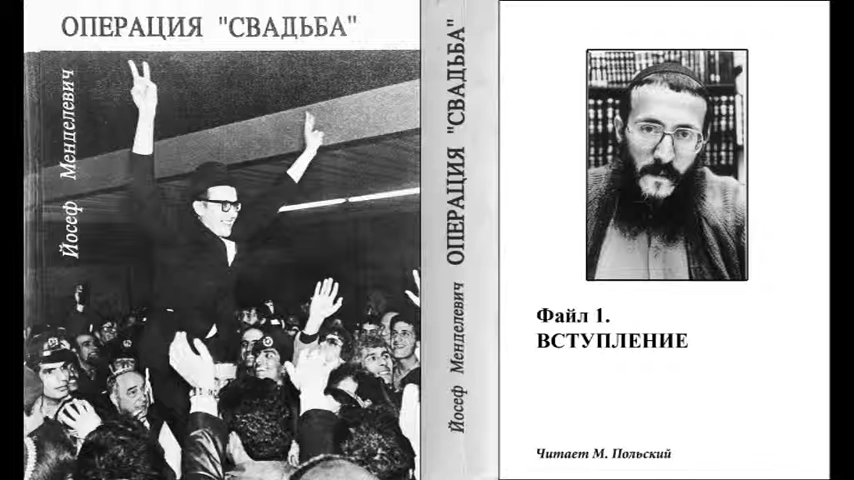 ОПЕРАЦИЯ "СВАДЬБА"
Йосеф Менделевич
Йосеф Менделевич ОПЕРАЦИЯ "СВАДЬБА"
Файл 1.
ВСТУПЛЕНИЕ
Читает М. Польский